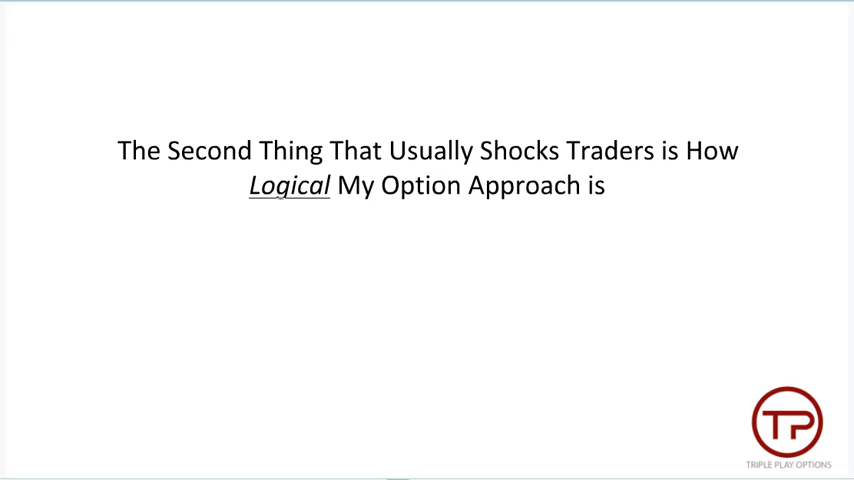 The Second Thing That Usually Shocks Traders is How
Logical My Option Approach is
TP
TRIPLE PLAY OPTIONS